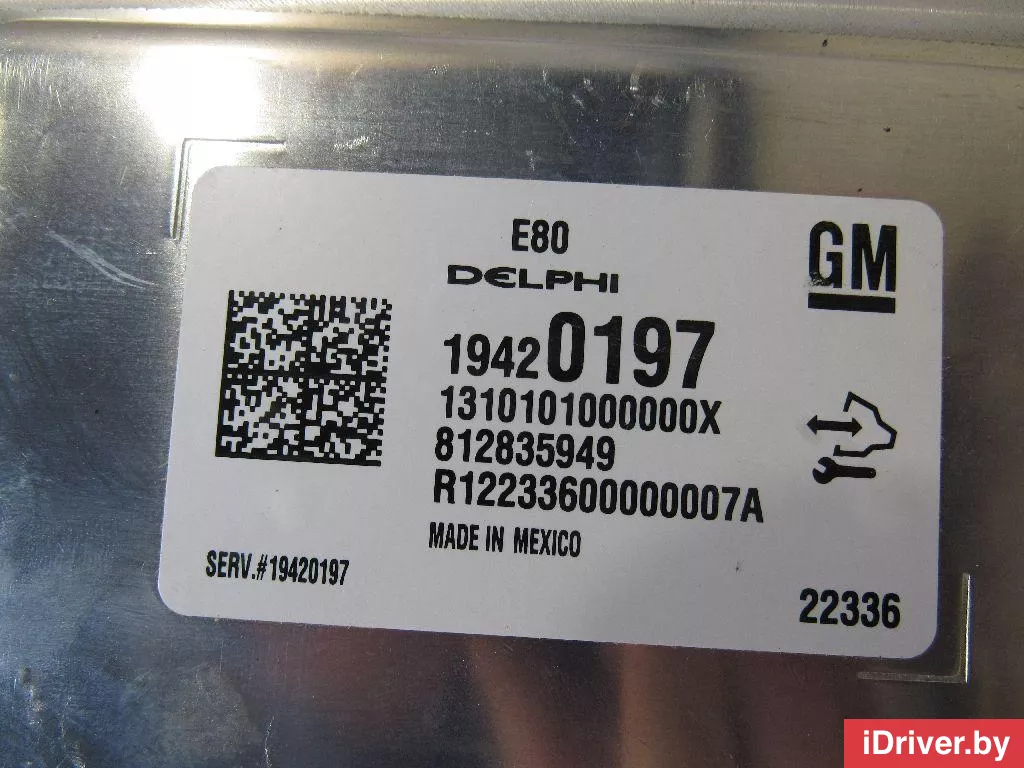 E80
GM
DELPHI
19420197
1310101000000X
812835949
R12233600000007A
MADE IN MEXICO
SERV.#19420197
22336
iDriver.by